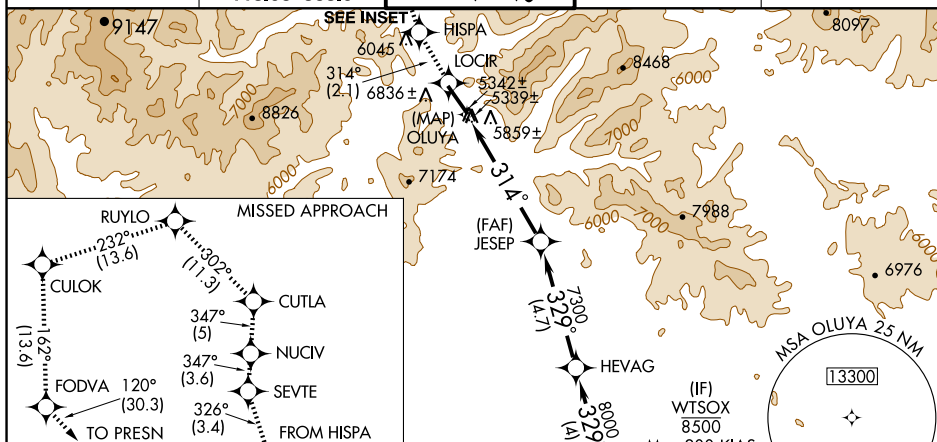 SEE INSET
9147
HISPA
8097
6045
LOCIR
314°
(2.1)
8468
6000
5342±
5339±
6836±
7000
8826
(MAP)
OLUYA
5859±
7000
6000
7174
314°
MISSED APPROACH
RUYLO
232°
(13.6)
302°
(11.3)
CULOK
CUTLA
347°
(5)
NUCIV
347°
(3.6)
SEVTE
162°
(13.6)
FODVA
120°
(30.3)
326°
(3.4)
TO PRESN
FROM HISPA
(FAF)
JESEP
6000
7000
7988
6976
7300
329°
(4.7)
HEVAG
8000
329°
(4)
(IF)
WTSOX
8500
MSA OLUYA 25 NM
13300